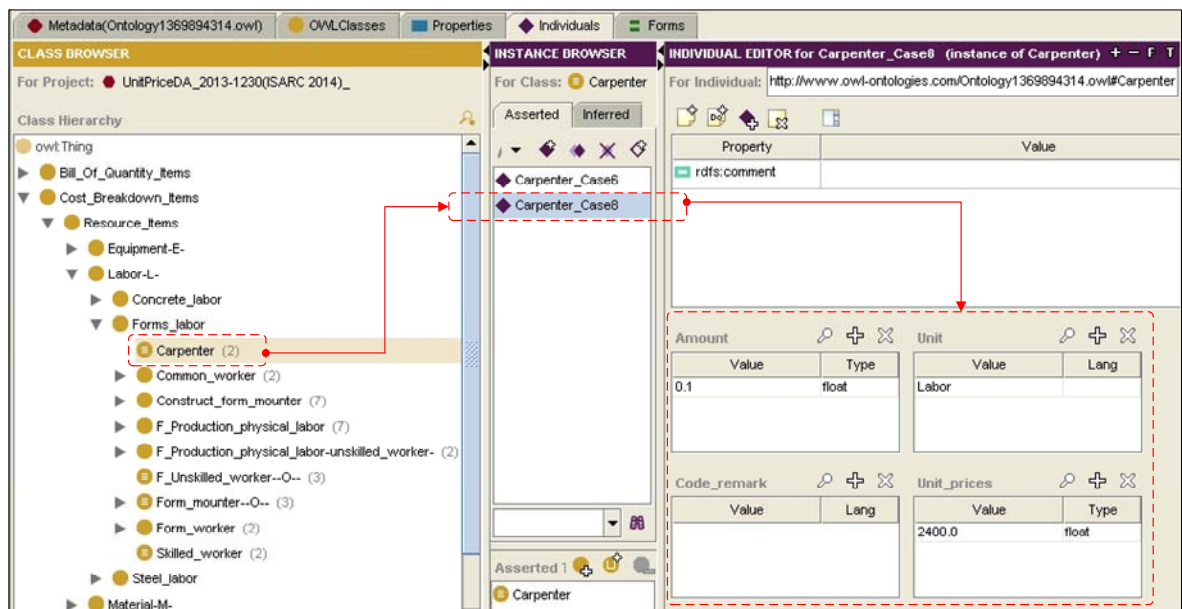 Metadata(Ontology1369894314.owl) OWLClasses Properties Individuals Forms
CLASS BROWSER
For Project: UnitPriceDA_2013-1230(ISARC 2014)_
Class Hierarchy
owl:Thing
Bill_Of_Quantity_Items
Cost_Breakdown_Items
Resource_Items
Equipment-E-
Labor-L-
Concrete_labor
Forms_labor
Carpenter (2)
Common_worker (2)
Construct_form_mounter (7)
F_Production_physical_labor (7)
F_Production_physical_labor-unskilled_worker- (2)
F_Unskilled_worker--O-- (3)
Form_mounter--O-- (3)
Form_worker (2)
Skilled_worker (2)
Steel_labor
Material-M-
INSTANCE BROWSER
For Class: Carpenter
Asserted Inferred
Carpenter_Case6
Carpenter_Case8
Asserted
Carpenter
INDIVIDUAL EDITOR for Carpenter_Case8 (instance of Carpenter) + − F T
For Individual: http://www.owl-ontologies.com/Ontology1369894314.owl#Carpenter
Property Value
rdfs:comment
Amount
Value Type
0.1 float
Unit
Value Lang
Labor
Code_remark
Value Lang
Unit_prices
Value Type
2400.0 float